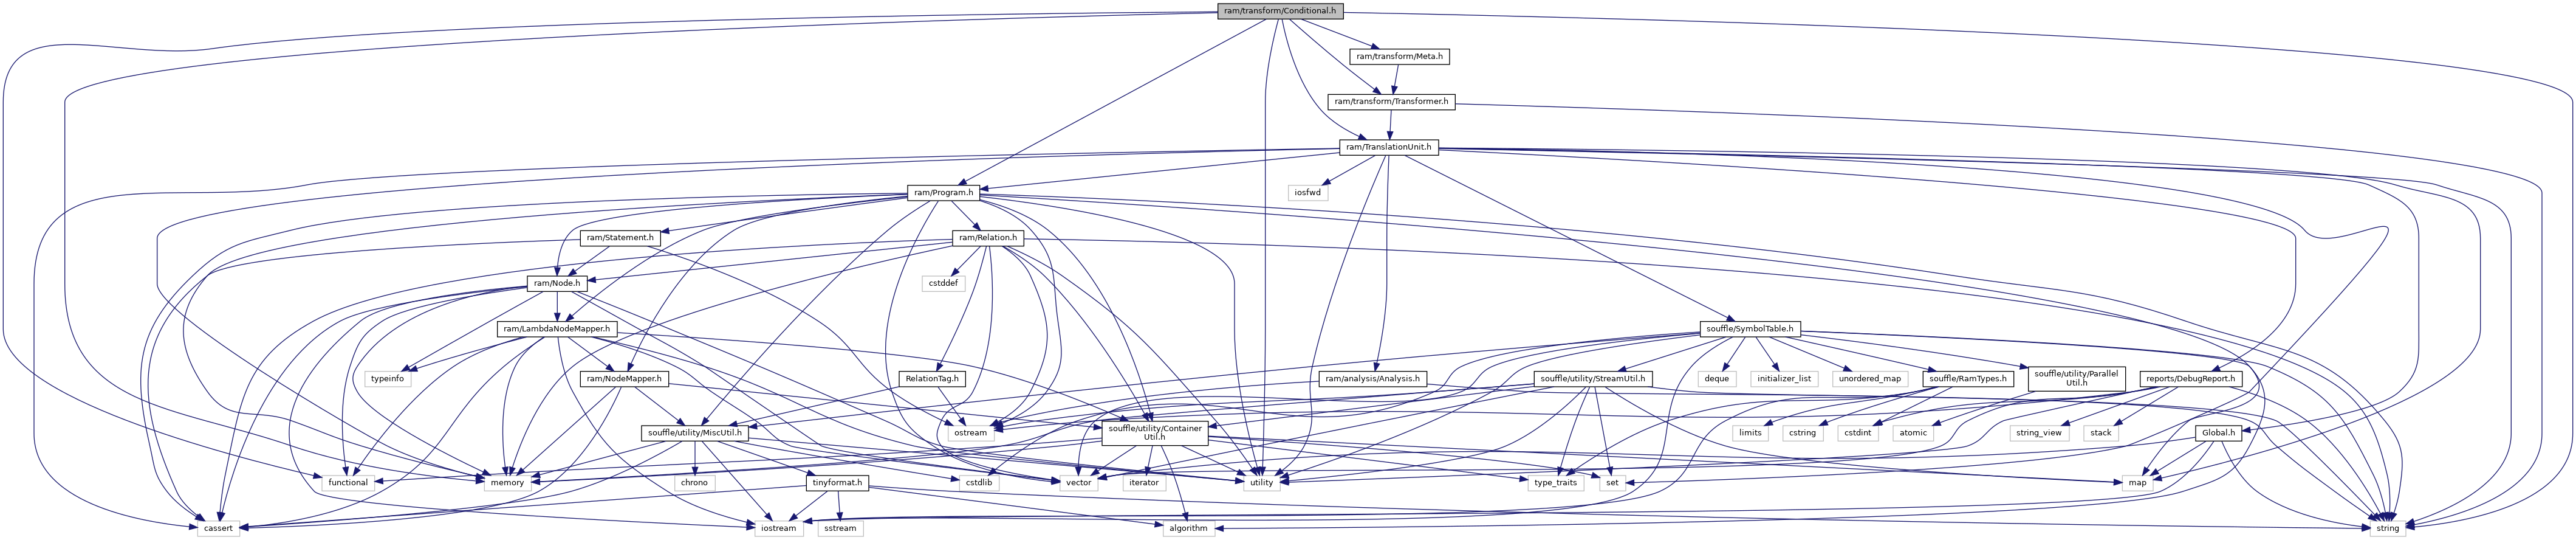 ram/transform/Conditional.h
ram/transform/Meta.h
ram/transform/Transformer.h
ram/TranslationUnit.h
iosfwd
ram/Program.h
ram/Statement.h
ram/Relation.h
cstddef
ram/Node.h
ram/LambdaNodeMapper.h
souffle/SymbolTable.h
typeinfo
ram/NodeMapper.h
RelationTag.h
ram/analysis/Analysis.h
souffle/utility/StreamUtil.h
deque
initializer_list
unordered_map
souffle/RamTypes.h
souffle/utility/Parallel
Util.h
reports/DebugReport.h
souffle/utility/MiscUtil.h
ostream
souffle/utility/Container
Util.h
limits
cstring
cstdint
atomic
string_view
stack
Global.h
functional
memory
chrono
tinyformat.h
cstdlib
vector
iterator
utility
type_traits
set
map
cassert
iostream
sstream
algorithm
string